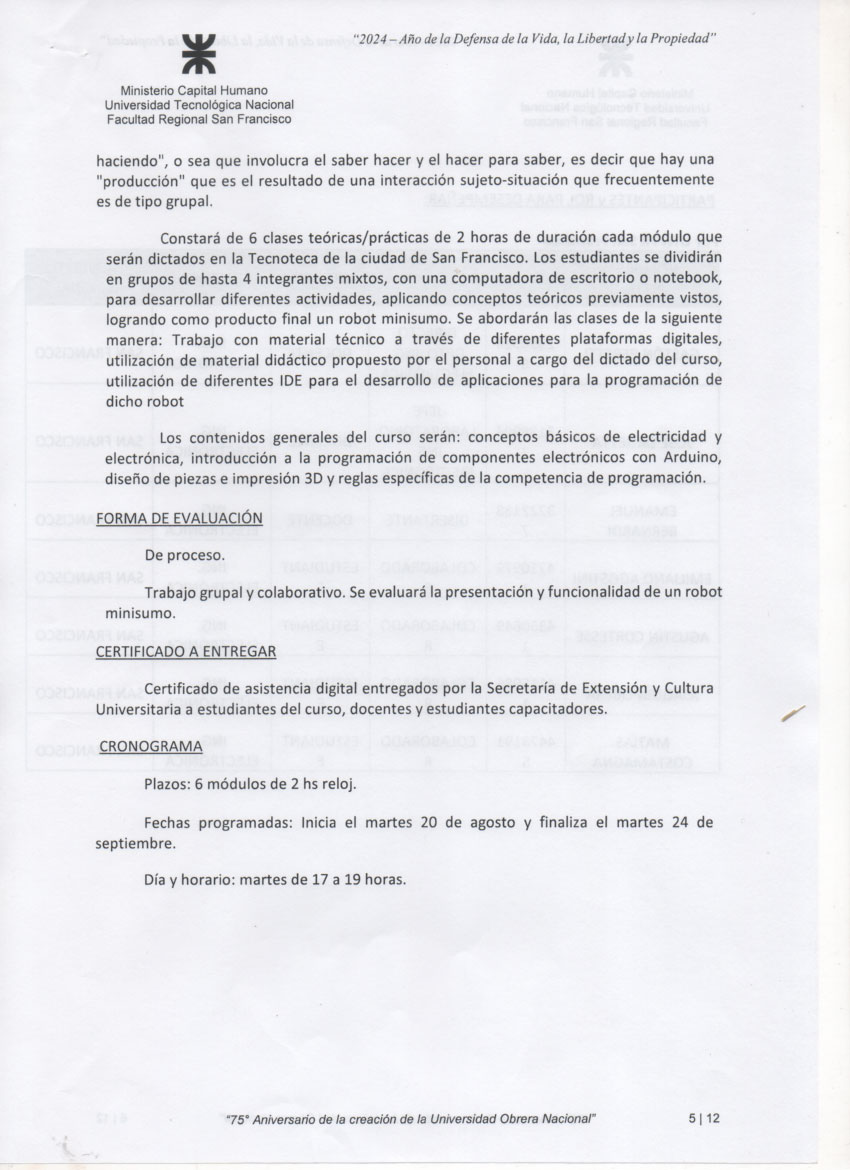 “2024 – Año de la Defensa de la Vida, la Libertad y la Propiedad”
Ministerio Capital Humano
Universidad Tecnológica Nacional
Facultad Regional San Francisco
haciendo", o sea que involucra el saber hacer y el hacer para saber, es decir que hay una
"producción" que es el resultado de una interacción sujeto-situación que frecuentemente
es de tipo grupal.
Constará de 6 clases teóricas/prácticas de 2 horas de duración cada módulo que
serán dictados en la Tecnoteca de la ciudad de San Francisco. Los estudiantes se dividirán
en grupos de hasta 4 integrantes mixtos, con una computadora de escritorio o notebook,
para desarrollar diferentes actividades, aplicando conceptos teóricos previamente vistos,
logrando como producto final un robot minisumo. Se abordarán las clases de la siguiente
manera: Trabajo con material técnico a través de diferentes plataformas digitales,
utilización de material didáctico propuesto por el personal a cargo del dictado del curso,
utilización de diferentes IDE para el desarrollo de aplicaciones para la programación de
dicho robot
Los contenidos generales del curso serán: conceptos básicos de electricidad y
electrónica, introducción a la programación de componentes electrónicos con Arduino,
diseño de piezas e impresión 3D y reglas específicas de la competencia de programación.
FORMA DE EVALUACIÓN
De proceso.
Trabajo grupal y colaborativo. Se evaluará la presentación y funcionalidad de un robot
minisumo.
CERTIFICADO A ENTREGAR
Certificado de asistencia digital entregados por la Secretaría de Extensión y Cultura
Universitaria a estudiantes del curso, docentes y estudiantes capacitadores.
CRONOGRAMA
Plazos: 6 módulos de 2 hs reloj.
Fechas programadas: Inicia el martes 20 de agosto y finaliza el martes 24 de
septiembre.
Día y horario: martes de 17 a 19 horas.
“75° Aniversario de la creación de la Universidad Obrera Nacional”
5 | 12